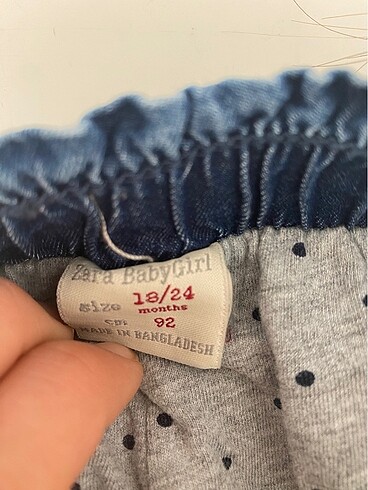 Zara BabyGirl
size 18/24
months
cm 92
MADE IN BANGLADESH